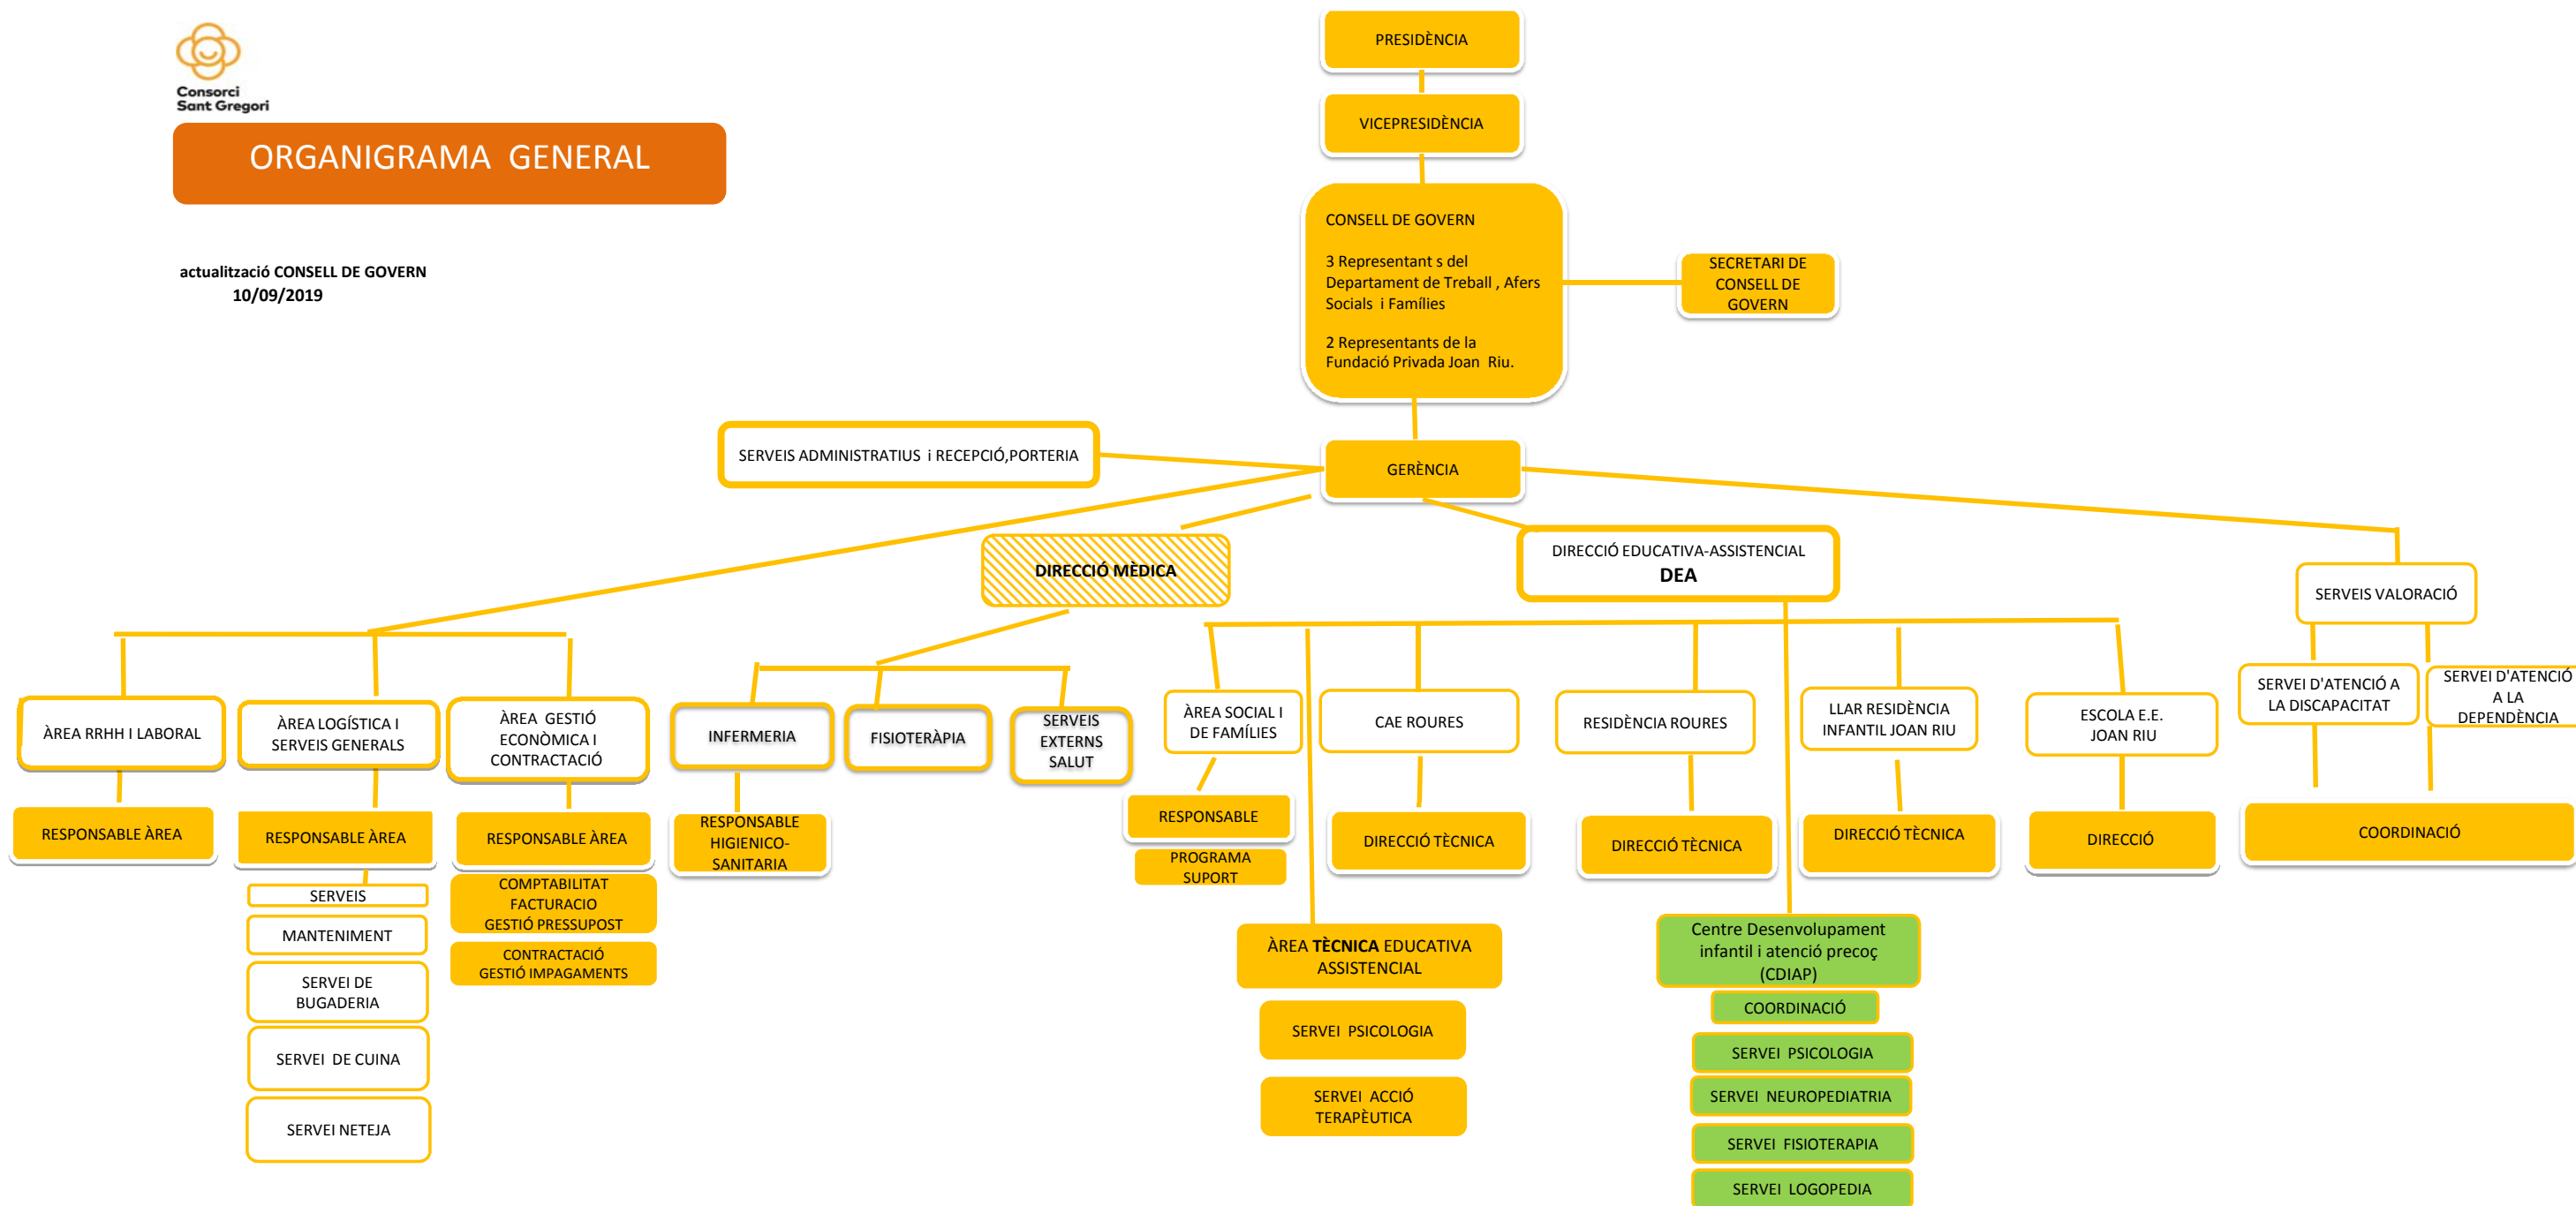 Consorci
Sant Gregori
ORGANIGRAMA GENERAL
actualització CONSELL DE GOVERN
10/09/2019
PRESIDÈNCIA
VICEPRESIDÈNCIA
CONSELL DE GOVERN
3 Representant s del
Departament de Treball , Afers
Socials i Famílies
2 Representants de la
Fundació Privada Joan Riu.
SECRETARI DE
CONSELL DE
GOVERN
SERVEIS ADMINISTRATIUS i RECEPCIÓ,PORTERIA
GERÈNCIA
DIRECCIÓ MÈDICA
DIRECCIÓ EDUCATIVA-ASSISTENCIAL
DEA
SERVEIS VALORACIÓ
ÀREA RRHH I LABORAL
ÀREA LOGÍSTICA I
SERVEIS GENERALS
ÀREA GESTIÓ
ECONÒMICA I
CONTRACTACIÓ
INFERMERIA
FISIOTERÀPIA
SERVEIS
EXTERNS
SALUT
ÀREA SOCIAL I
DE FAMÍLIES
CAE ROURES
RESIDÈNCIA ROURES
LLAR RESIDÈNCIA
INFANTIL JOAN RIU
ESCOLA E.E.
JOAN RIU
SERVEI D'ATENCIÓ A
LA DISCAPACITAT
SERVEI D'ATENCIÓ
A LA
DEPENDÈNCIA
RESPONSABLE ÀREA
RESPONSABLE ÀREA
RESPONSABLE ÀREA
RESPONSABLE
HIGIENICO-
SANITARIA
RESPONSABLE
PROGRAMA
SUPORT
DIRECCIÓ TÈCNICA
DIRECCIÓ TÈCNICA
DIRECCIÓ TÈCNICA
DIRECCIÓ
COORDINACIÓ
SERVEIS
MANTENIMENT
SERVEI DE
BUGADERIA
SERVEI DE CUINA
SERVEI NETEJA
COMPTABILITAT
FACTURACIO
GESTIÓ PRESSUPOST
CONTRACTACIÓ
GESTIÓ IMPAGAMENTS
ÀREA TÈCNICA EDUCATIVA
ASSISTENCIAL
SERVEI PSICOLOGIA
SERVEI ACCIÓ
TERAPÈUTICA
Centre Desenvolupament
infantil i atenció precoç
(CDIAP)
COORDINACIÓ
SERVEI PSICOLOGIA
SERVEI NEUROPEDIATRIA
SERVEI FISIOTERAPIA
SERVEI LOGOPEDIA